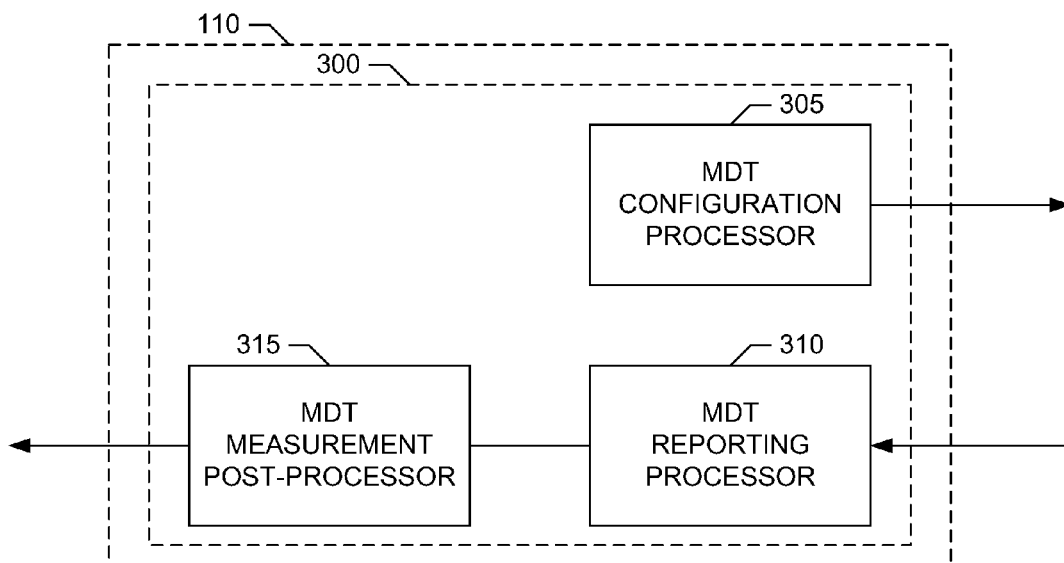 110
300
305
MDT
CONFIGURATION
PROCESSOR
315
MDT
MEASUREMENT
POST-PROCESSOR
310
MDT
REPORTING
PROCESSOR